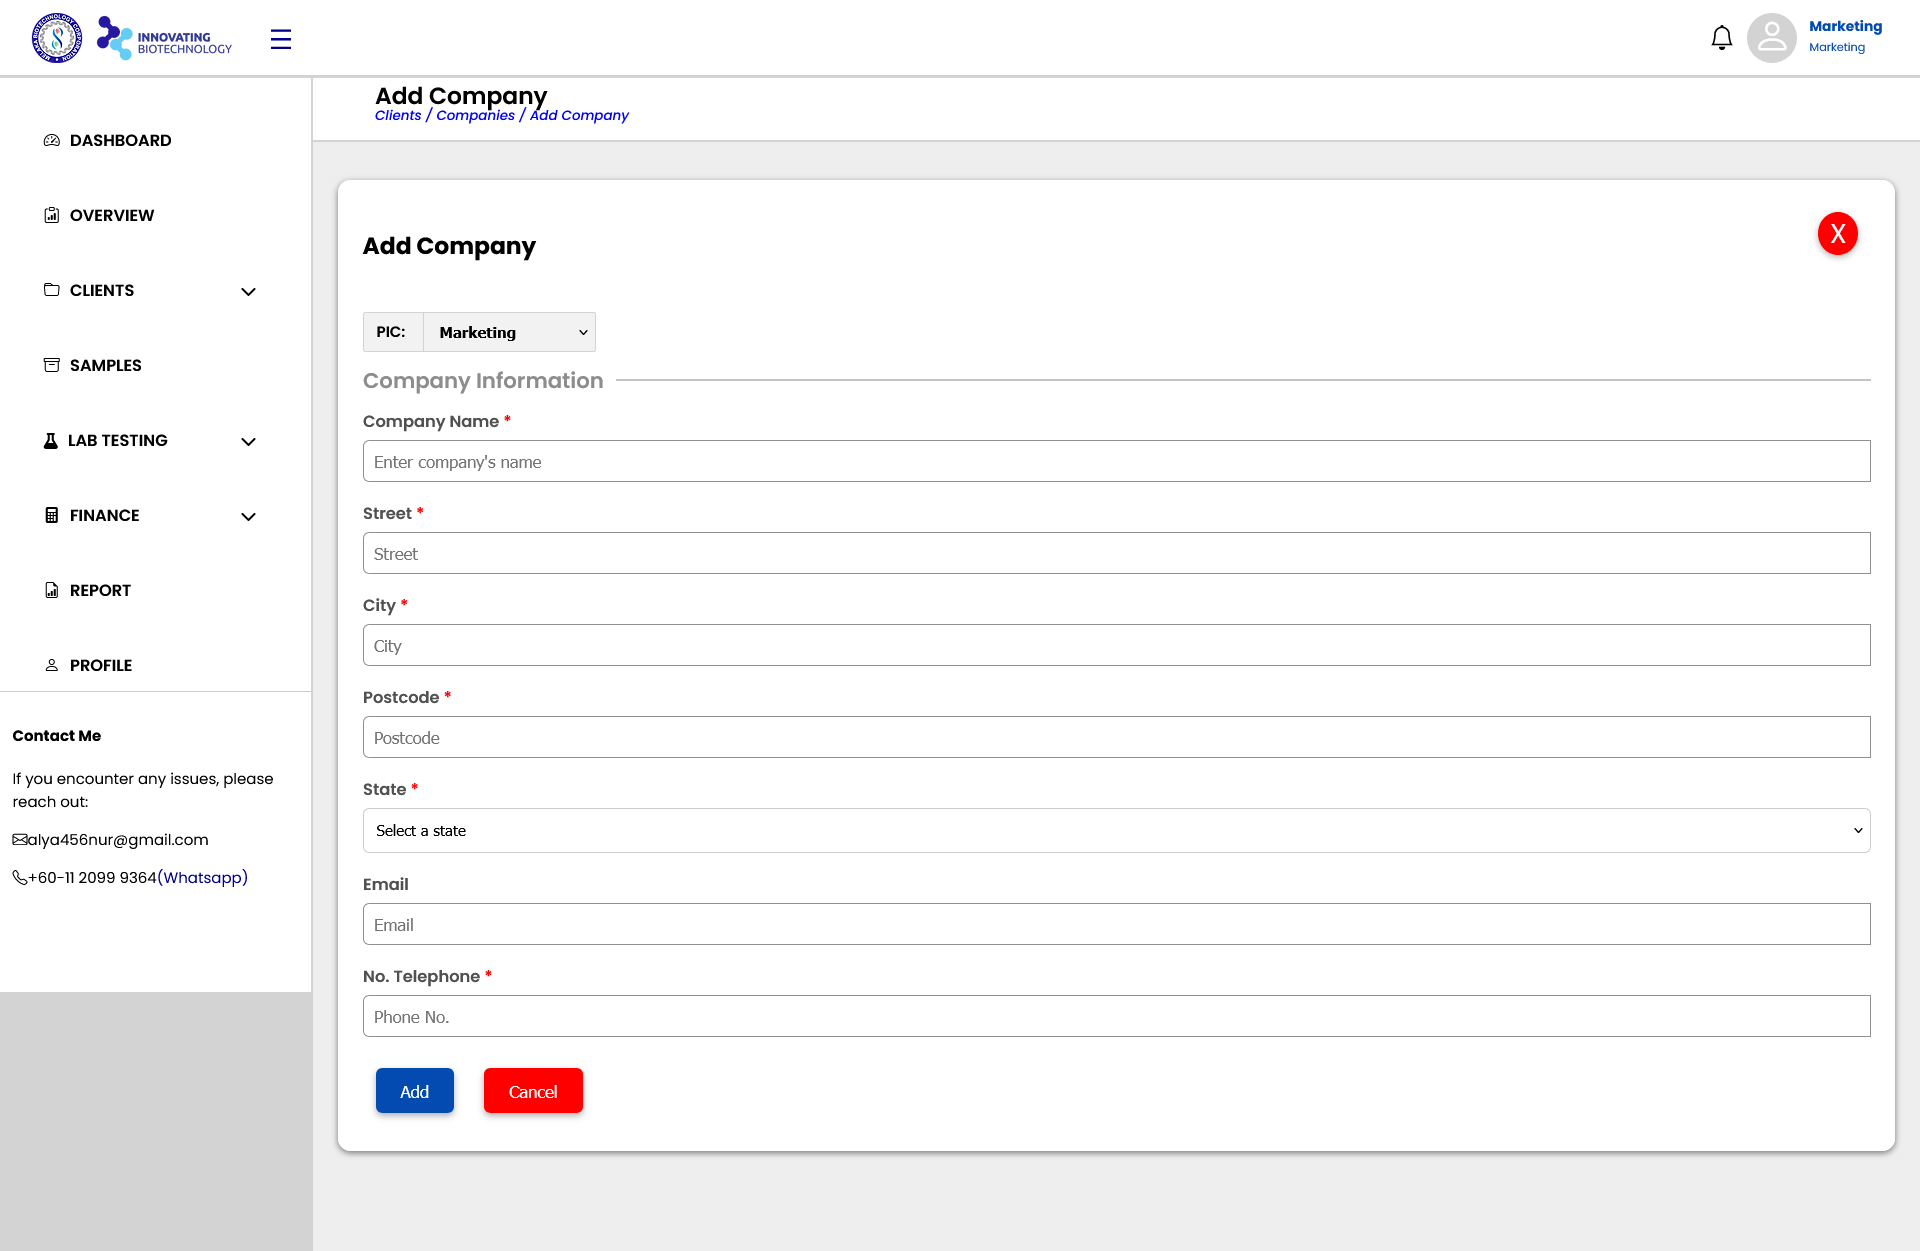 INNOVATING
BIOTECHNOLOGY
Marketing
Marketing
Add Company
Clients / Companies / Add Company
DASHBOARD
OVERVIEW
CLIENTS
SAMPLES
LAB TESTING
FINANCE
REPORT
PROFILE
Contact Me
If you encounter any issues, please
reach out:
alya456nur@gmail.com
+60-11 2099 9364(Whatsapp)
Add Company
X
PIC:
Marketing
Company Information
Company Name *
Enter company's name
Street *
Street
City *
City
Postcode *
Postcode
State *
Select a state
Email
Email
No. Telephone *
Phone No.
Add
Cancel